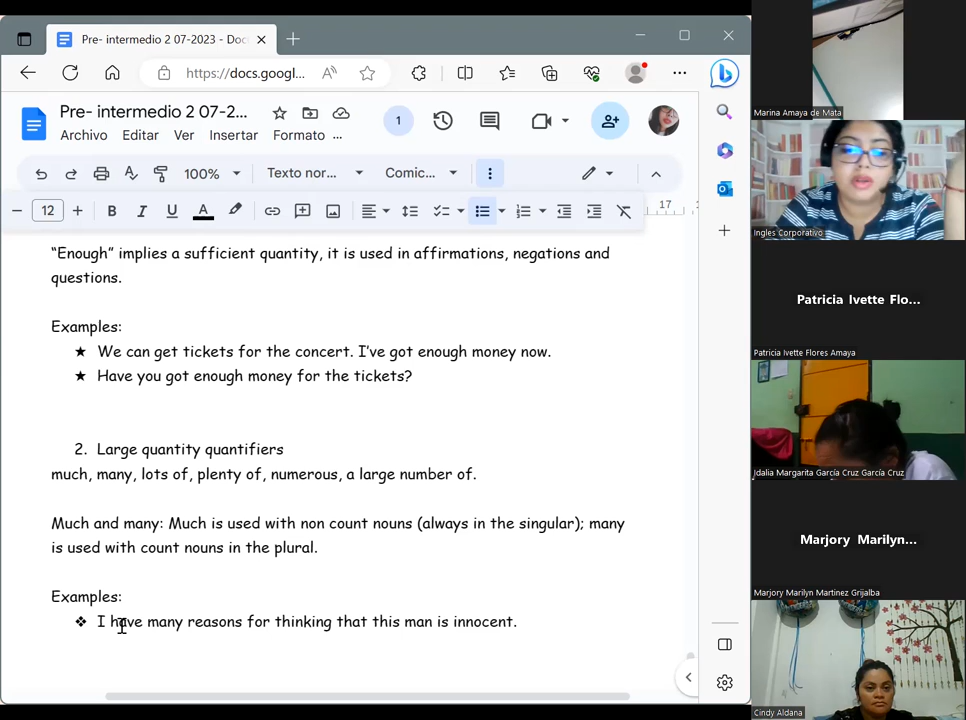 Pre- intermedio 2 07-2023 - Doc
https://docs.googl...
Pre- intermedio 2 07-2...
1
Archivo Editar Ver Insertar Formato ...
100% Texto nor... Comic...
12 B I U A 17
“Enough” implies a sufficient quantity, it is used in affirmations, negations and
questions.
Examples:
★ We can get tickets for the concert. I’ve got enough money now.
★ Have you got enough money for the tickets?
2. Large quantity quantifiers
much, many, lots of, plenty of, numerous, a large number of.
Much and many: Much is used with non count nouns (always in the singular); many
is used with count nouns in the plural.
Examples:
❖ I have many reasons for thinking that this man is innocent.
Marina Amaya de Mata
Ingles Corporativo
Patricia Ivette Flo...
Patricia Ivette Flores Amaya
Idalia Margarita García Cruz García Cruz
Marjory Marilyn...
Marjory Marilyn Martinez Grijalba
Cindy Aldana